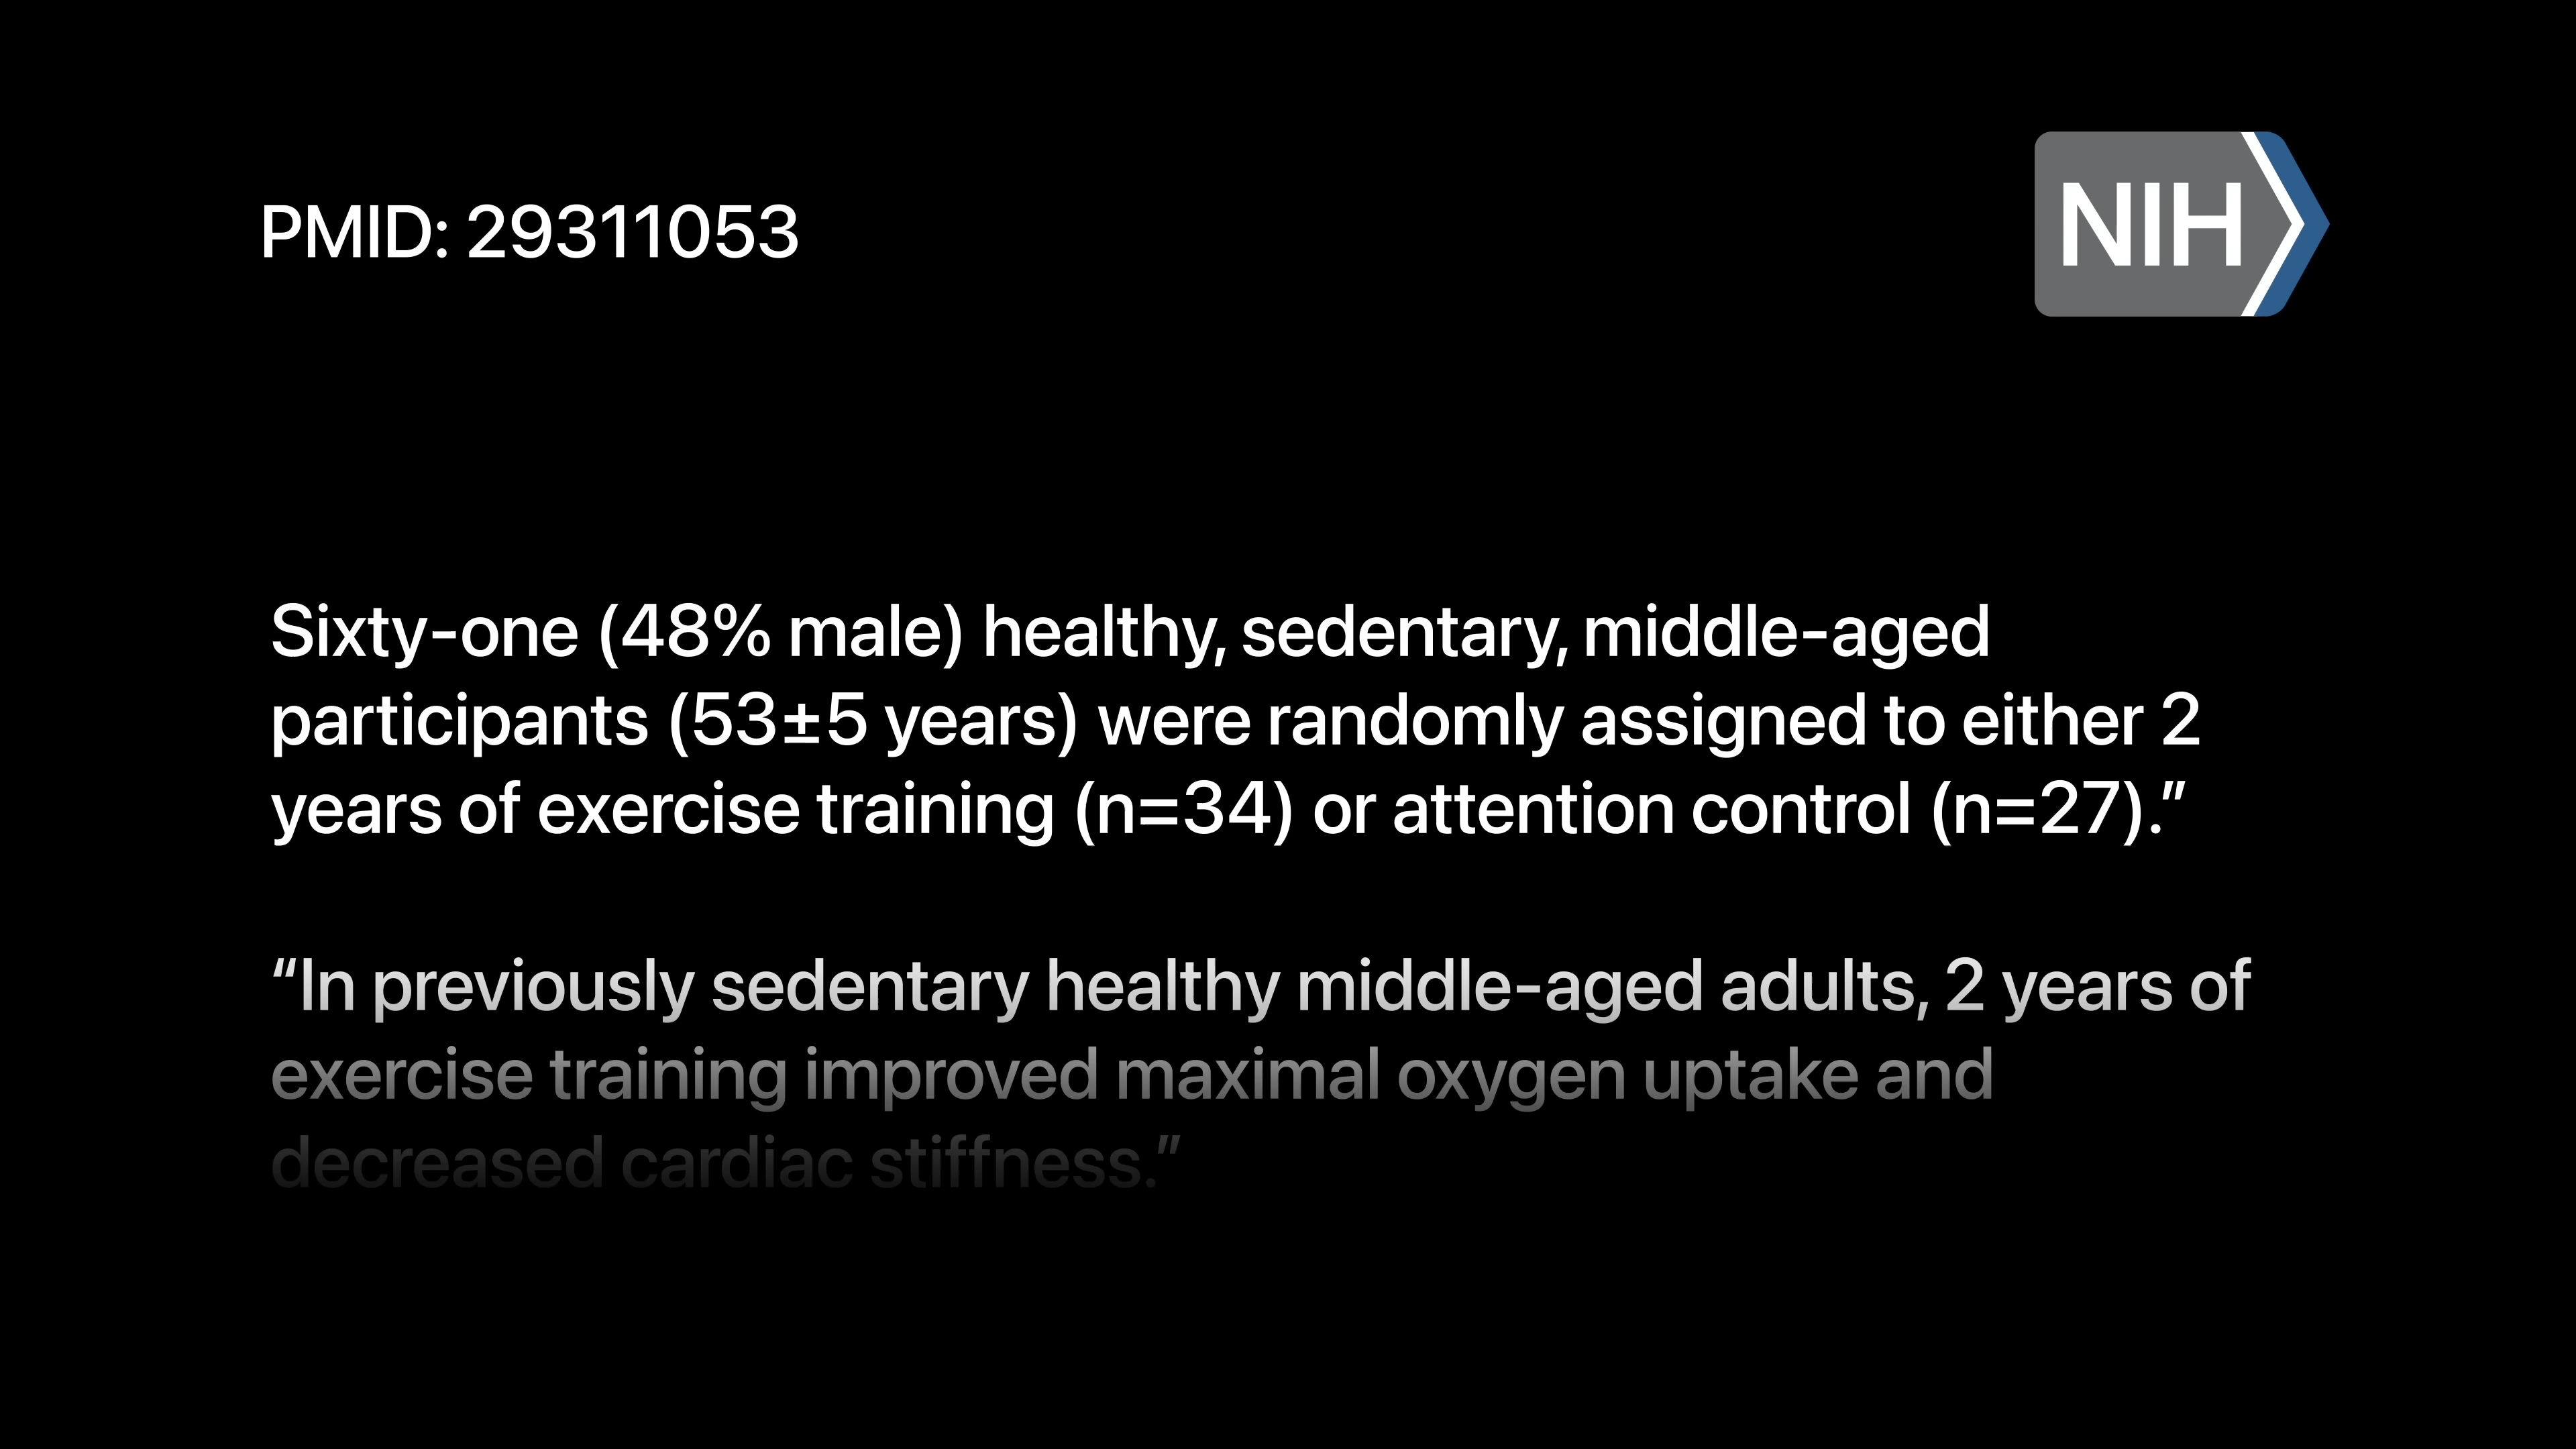 PMID: 29311053
NIH
Sixty-one (48% male) healthy, sedentary, middle-aged
participants (53±5 years) were randomly assigned to either 2
years of exercise training (n=34) or attention control (n=27).”
“In previously sedentary healthy middle-aged adults, 2 years of
exercise training improved maximal oxygen uptake and
decreased cardiac stiffness.”